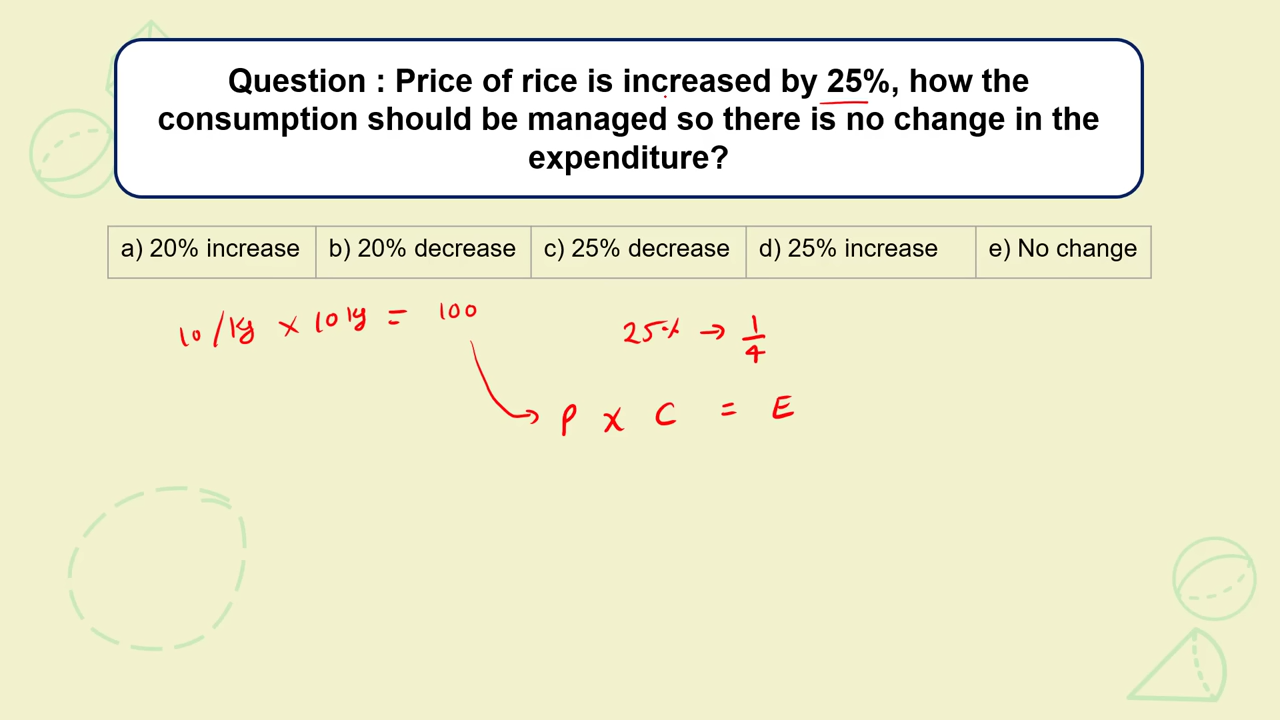 Question : Price of rice is increased by 25%, how the
consumption should be managed so there is no change in the
expenditure?
a) 20% increase b) 20% decrease c) 25% decrease d) 25% increase e) No change
10/kg × 10 kg = 100
25% → 1/4
P × C = E